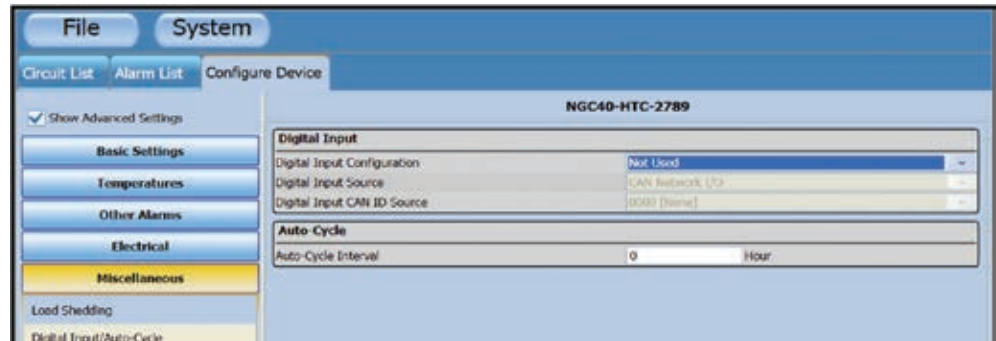 File System
Circuit List Alarm List Configure Device
Show Advanced Settings
Basic Settings
Temperatures
Other Alarms
Electrical
Miscellaneous
Load Shedding
Digital Input/Auto-Cycle
NGC40-HTC-2789
Digital Input
Digital Input Configuration Not Used
Digital Input Source CAN Network I/O
Digital Input CAN ID Source 0000 [None]
Auto-Cycle
Auto-Cycle Interval 0 Hour